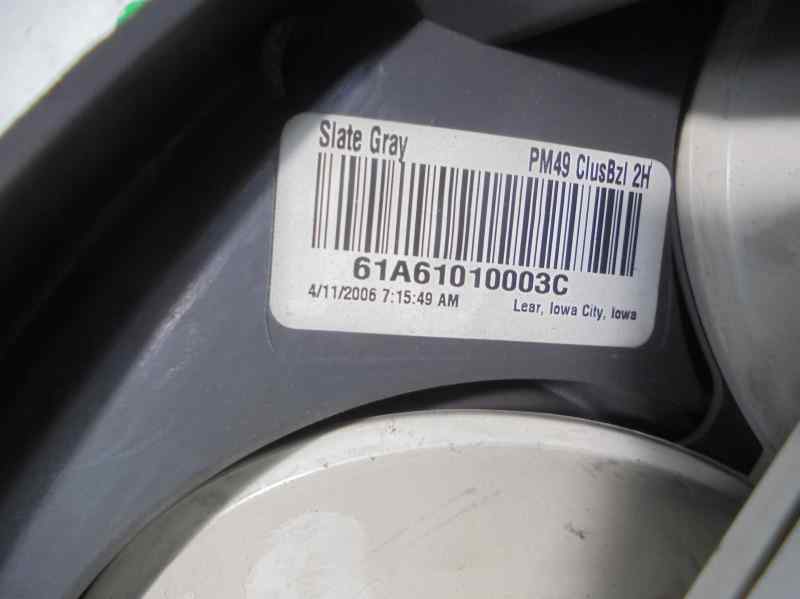 Slate Gray
PM49 ClusBzl 2H
61A61010003C
4/11/2006 7:15:49 AM
Lear, Iowa City, Iowa